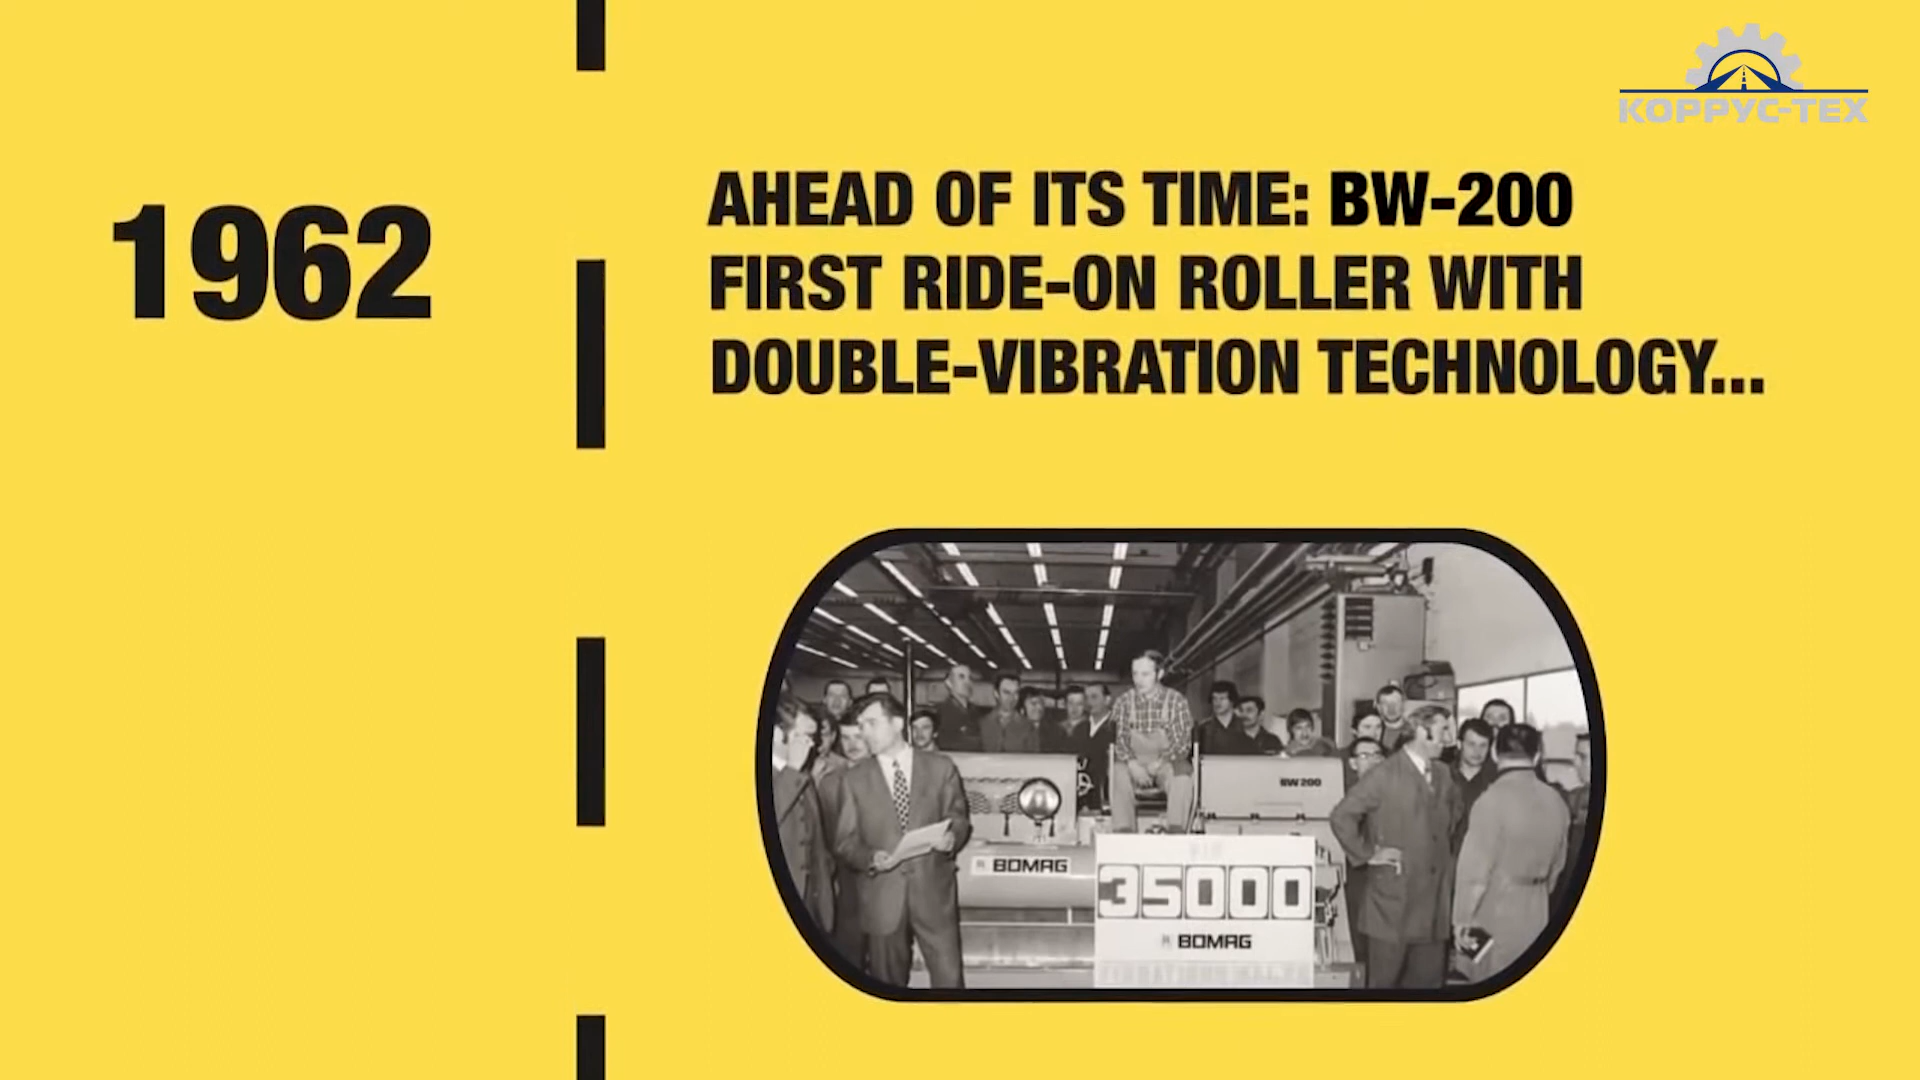 КОРРУС-ТЕХ
1962
AHEAD OF ITS TIME: BW-200
FIRST RIDE-ON ROLLER WITH
DOUBLE-VIBRATION TECHNOLOGY...
BW 200
BOMAG
35000
BOMAG